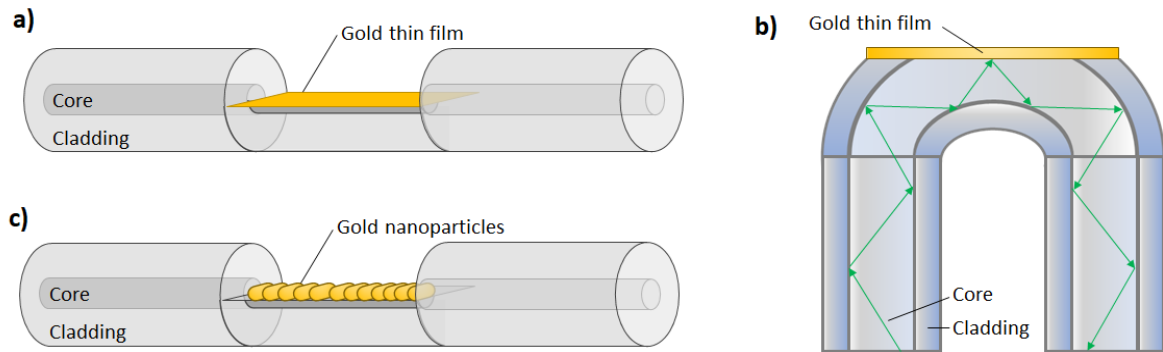 a)
Gold thin film
Core
Cladding
b)
Gold thin film
Core
Cladding
c)
Gold nanoparticles
Core
Cladding